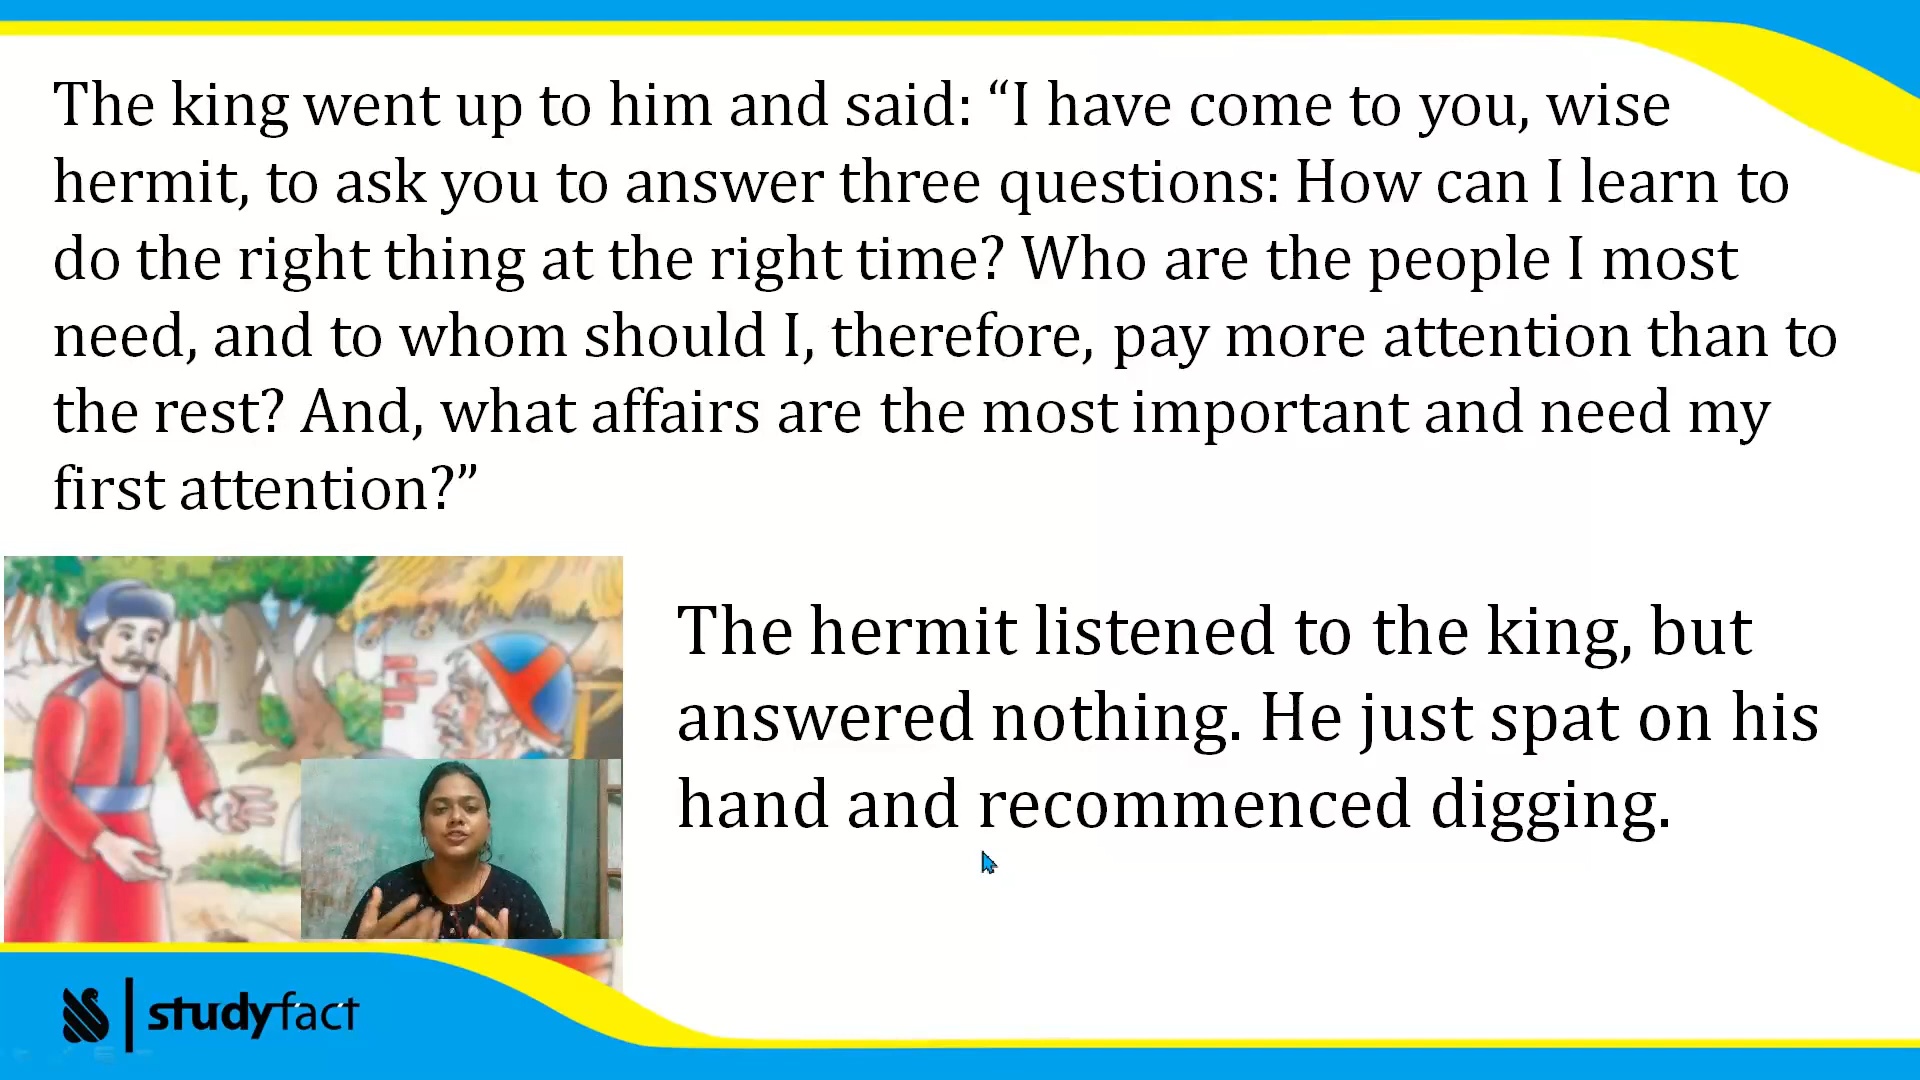 The king went up to him and said: “I have come to you, wise
hermit, to ask you to answer three questions: How can I learn to
do the right thing at the right time? Who are the people I most
need, and to whom should I, therefore, pay more attention than to
the rest? And, what affairs are the most important and need my
first attention?”
The hermit listened to the king, but
answered nothing. He just spat on his
hand and recommenced digging.
studyfact